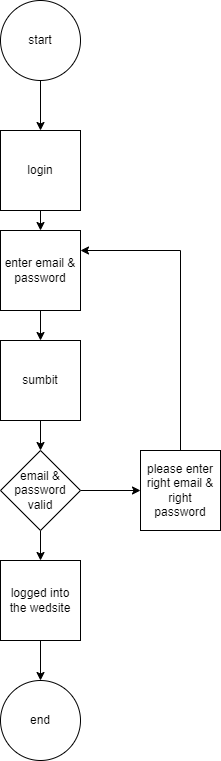 start
login
enter email &
password
sumbit
email &
password
valid
please enter
right email &
right
password
logged into
the wedsite
end